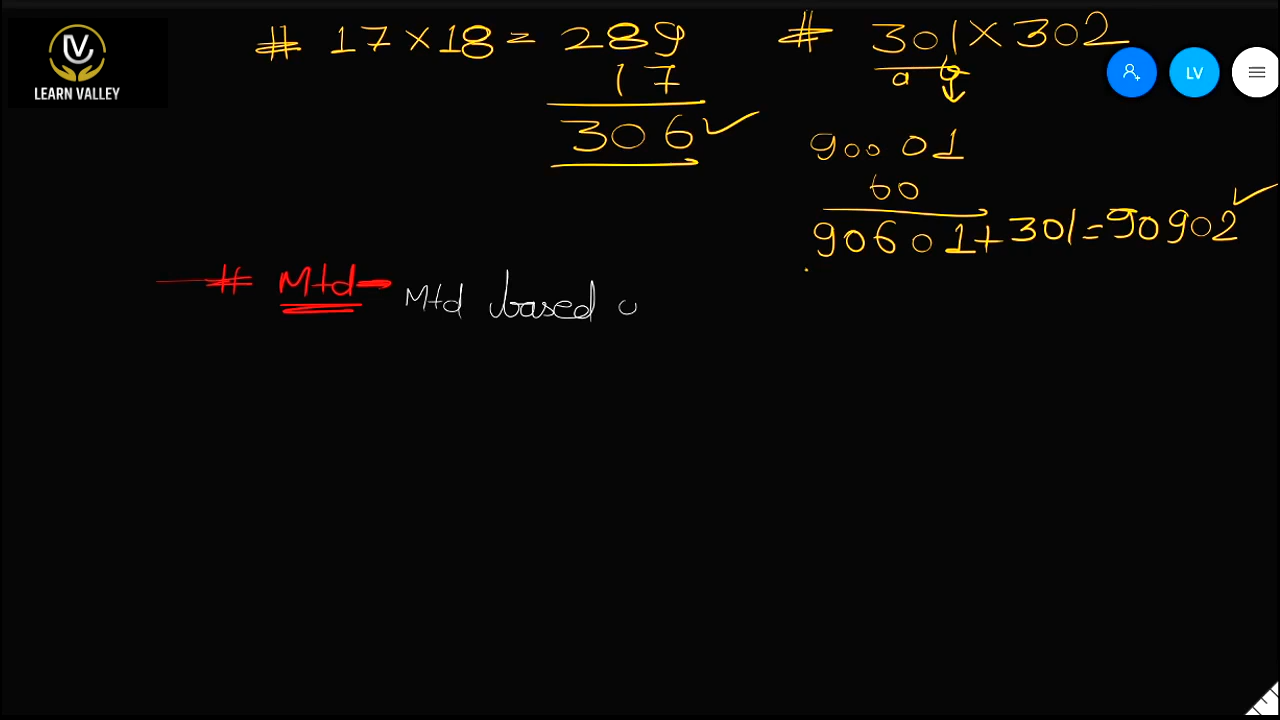 # 17 × 18 = 289
17
306 ✓
# 301 × 302
a b
90001
60
90601 + 301 = 90902 ✓
# Mtd - Mtd based
LEARN VALLEY
LV